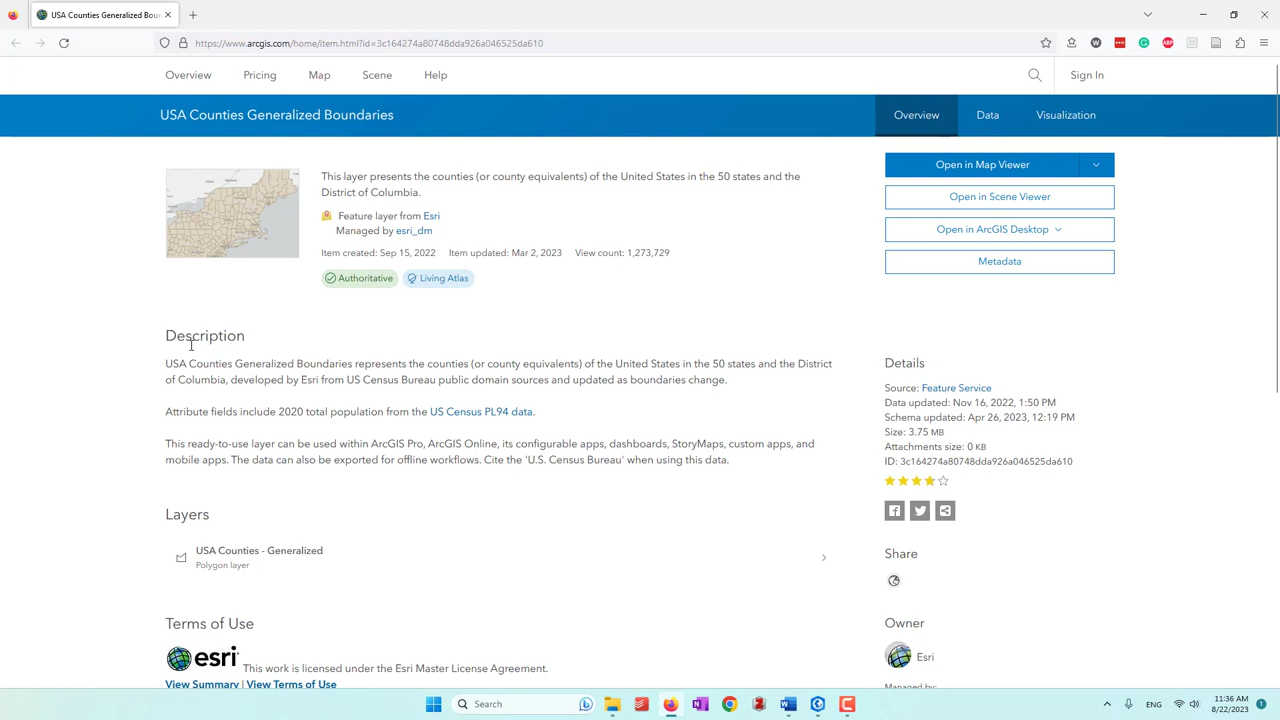 USA Counties Generalized Bou
https://www.arcgis.com/home/item.html?id=3c164274a80748dda926a046525da610
Overview Pricing Map Scene Help Sign In
USA Counties Generalized Boundaries Overview Data Visualization
This layer presents the counties (or county equivalents) of the United States in the 50 states and the
District of Columbia.
Feature layer from Esri
Managed by esri_dm
Item created: Sep 15, 2022 Item updated: Mar 2, 2023 View count: 1,273,729
Authoritative Living Atlas
Open in Map Viewer
Open in Scene Viewer
Open in ArcGIS Desktop
Metadata
Description
USA Counties Generalized Boundaries represents the counties (or county equivalents) of the United States in the 50 states and the District
of Columbia, developed by Esri from US Census Bureau public domain sources and updated as boundaries change.
Attribute fields include 2020 total population from the US Census PL94 data.
This ready-to-use layer can be used within ArcGIS Pro, ArcGIS Online, its configurable apps, dashboards, StoryMaps, custom apps, and
mobile apps. The data can also be exported for offline workflows. Cite the 'U.S. Census Bureau' when using this data.
Layers
USA Counties - Generalized
Polygon layer
Terms of Use
esri This work is licensed under the Esri Master License Agreement.
View Summary | View Terms of Use
Details
Source: Feature Service
Data updated: Nov 16, 2022, 1:50 PM
Schema updated: Apr 26, 2023, 12:19 PM
Size: 3.75 MB
Attachments size: 0 KB
ID: 3c164274a80748dda926a046525da610
Share
Owner
Esri
Managed by:
Search
ENG
11:36 AM
8/22/2023